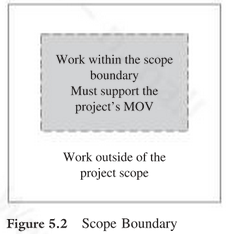 Work within the scope
boundary
Must support the
project's MOV
Work outside of the
project scope
Figure 5.2 Scope Boundary